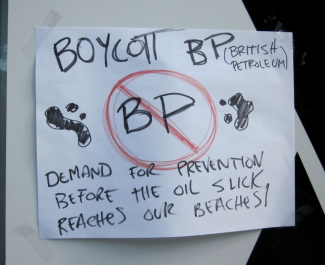 BOYCOTT BP (BRITISH
PETROLEUM)
BP
DEMAND FOR PREVENTION
BEFORE THE OIL SLICK
REACHES OUR BEACHES!